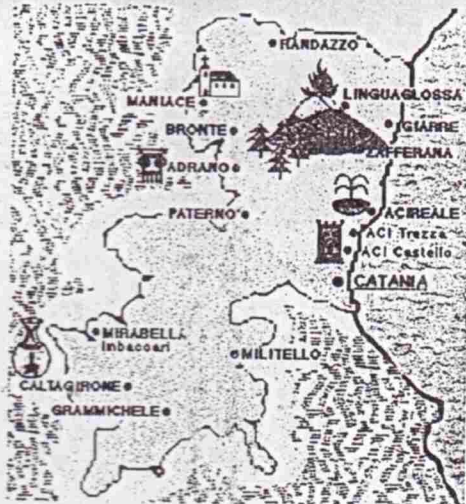 RANDAZZO
LINGUAGLOSSA
MANIACE
GIARRE
BRONTE
ZAFFERANA
ADRANO
PATERNO'
ACIREALE
ACI Trezza
ACI Castello
CATANIA
MIRABELLA
Imbaccari
MILITELLO
CALTAGIRONE
GRAMMICHELE